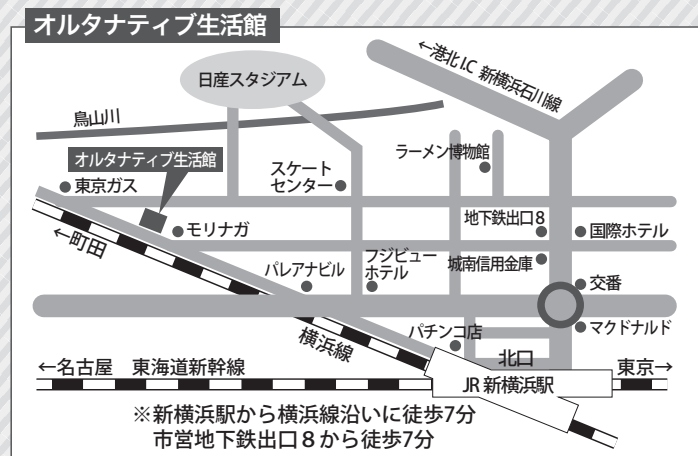 オルタナティブ生活館
←港北I.C 新横浜石川線
日産スタジアム
鳥山川
ラーメン博物館
オルタナティブ生活館
スケート
センター
東京ガス
地下鉄出口8
国際ホテル
モリナガ
←町田
パレアナビル
フジビュー
ホテル
城南信用金庫
交番
横浜線
パチンコ店
マクドナルド
北口
←名古屋 東海道新幹線
東京→
JR 新横浜駅
※新横浜駅から横浜線沿いに徒歩7分
市営地下鉄出口8から徒歩7分